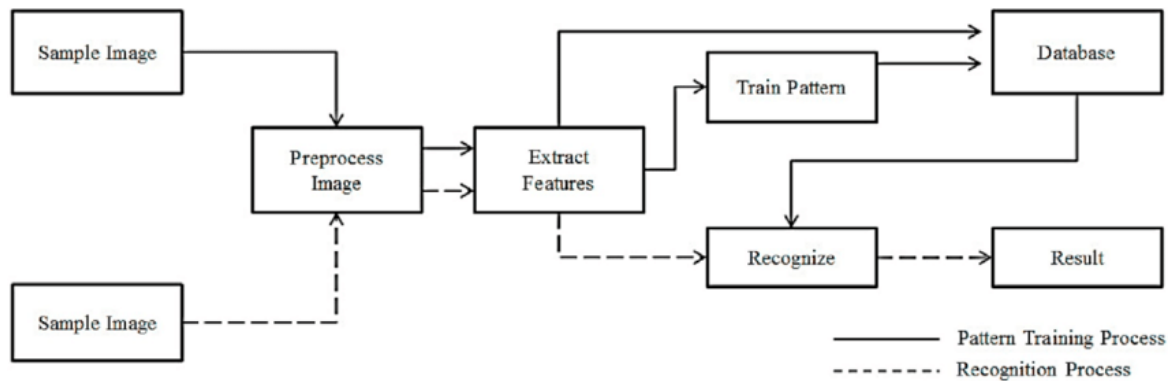 Sample Image
Database
Train Pattern
Preprocess
Image
Extract
Features
Recognize
Result
Sample Image
Pattern Training Process
Recognition Process